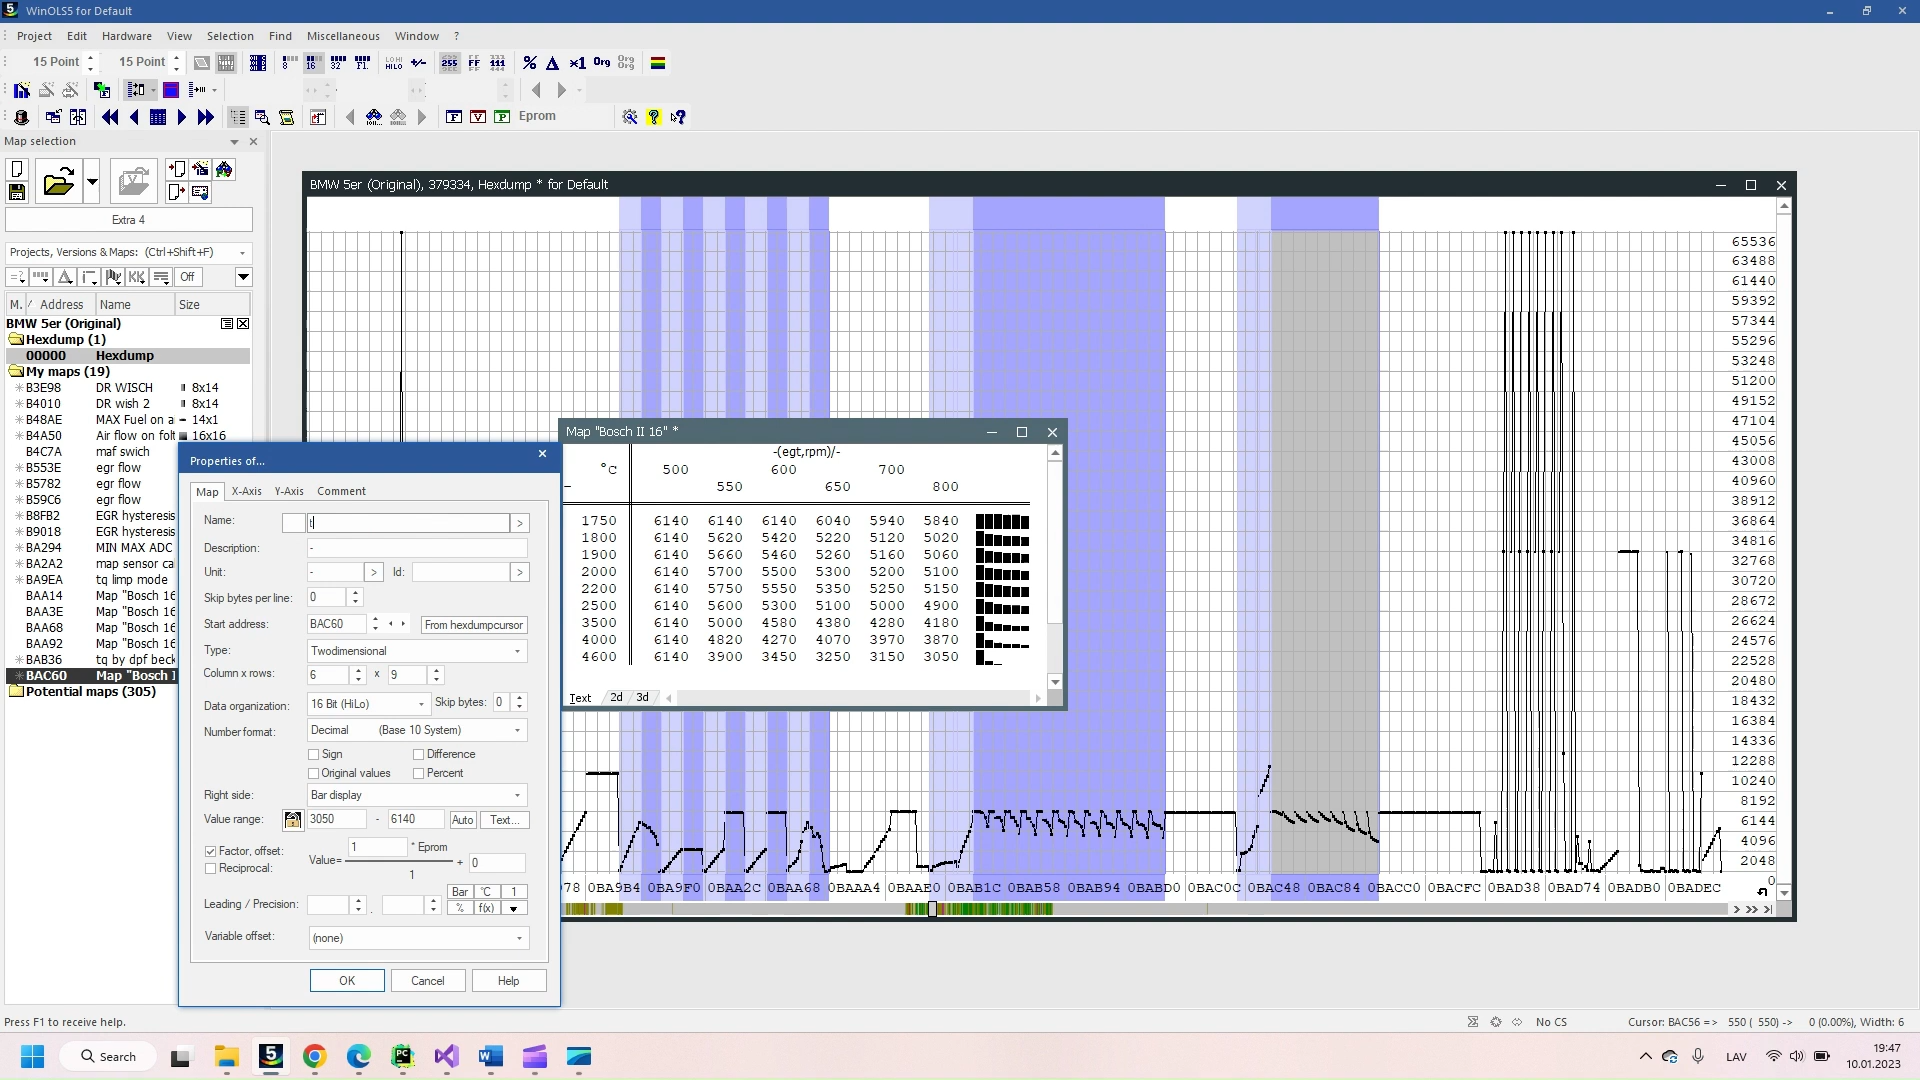 WinOLS5 for Default
Project Edit Hardware View Selection Find Miscellaneous Window ?
15 Point 15 Point
Eprom
Map selection
Extra 4
Projects, Versions & Maps: (Ctrl+Shift+F)
Off
M. Address Name Size
BMW 5er (Original)
Hexdump (1)
00000 Hexdump
My maps (19)
B3E98 DR WISCH 8x14
B4010 DR wish 2 8x14
B48AE MAX Fuel on a 14x1
B4A50 Air flow on folt 16x16
B4C7A maf swich
B553E egr flow
B5782 egr flow
B59C6 egr flow
B8FB2 EGR hysteresis
B9018 EGR hysteresis
BA294 MIN MAX ADC
BA2A2 map sensor ca
BA9EA tq limp mode
BAA14 Map "Bosch 16
BAA3E Map "Bosch 16
BAA68 Map "Bosch 16
BAA92 Map "Bosch 16
BAB36 tq by dpf beck
BAC60 Map "Bosch I
Potential maps (305)
BMW 5er (Original), 379334, Hexdump * for Default
65536
63488
61440
59392
57344
55296
53248
51200
49152
47104
45056
43008
40960
38912
36864
34816
32768
30720
28672
26624
24576
22528
20480
18432
16384
14336
12288
10240
8192
6144
4096
2048
0
978 0BA9B4 0BA9F0 0BAA2C 0BAA68 0BAAA4 0BAAE0 0BAB1C 0BAB58 0BAB94 0BABD0 0BAC0C 0BAC48 0BAC84 0BACC0 0BACFC 0BAD38 0BAD74 0BADB0 0BADEC
Map "Bosch II 16" *
-(egt,rpm)/-
°C 500 600 700
- 550 650 800
1750 6140 6140 6140 6040 5940 5840
1800 6140 5620 5420 5220 5120 5020
1900 6140 5660 5460 5260 5160 5060
2000 6140 5700 5500 5300 5200 5100
2200 6140 5750 5550 5350 5250 5150
2500 6140 5600 5300 5100 5000 4900
3500 6140 5000 4580 4380 4280 4180
4000 6140 4820 4270 4070 3970 3870
4600 6140 3900 3450 3250 3150 3050
Text 2d 3d
Properties of...
Map X-Axis Y-Axis Comment
Name: t >
Description: -
Unit: - > Id: >
Skip bytes per line: 0
Start address: BAC60 From hexdumpcursor
Type: Twodimensional
Column x rows: 6 x 9
Data organization: 16 Bit (HiLo) Skip bytes: 0
Number format: Decimal (Base 10 System)
Sign Difference
Original values Percent
Right side: Bar display
Value range: 3050 - 6140 Auto Text...
Factor, offset: Value= 1 * Eprom + 0
Reciprocal: 1
Bar °C 1
Leading / Precision: . % f(x)
Variable offset: (none)
OK Cancel Help
Press F1 to receive help.
No CS
Cursor: BAC56 => 550 ( 550) -> 0 (0.00%), Width: 6
Search
LAV
19:47
10.01.2023